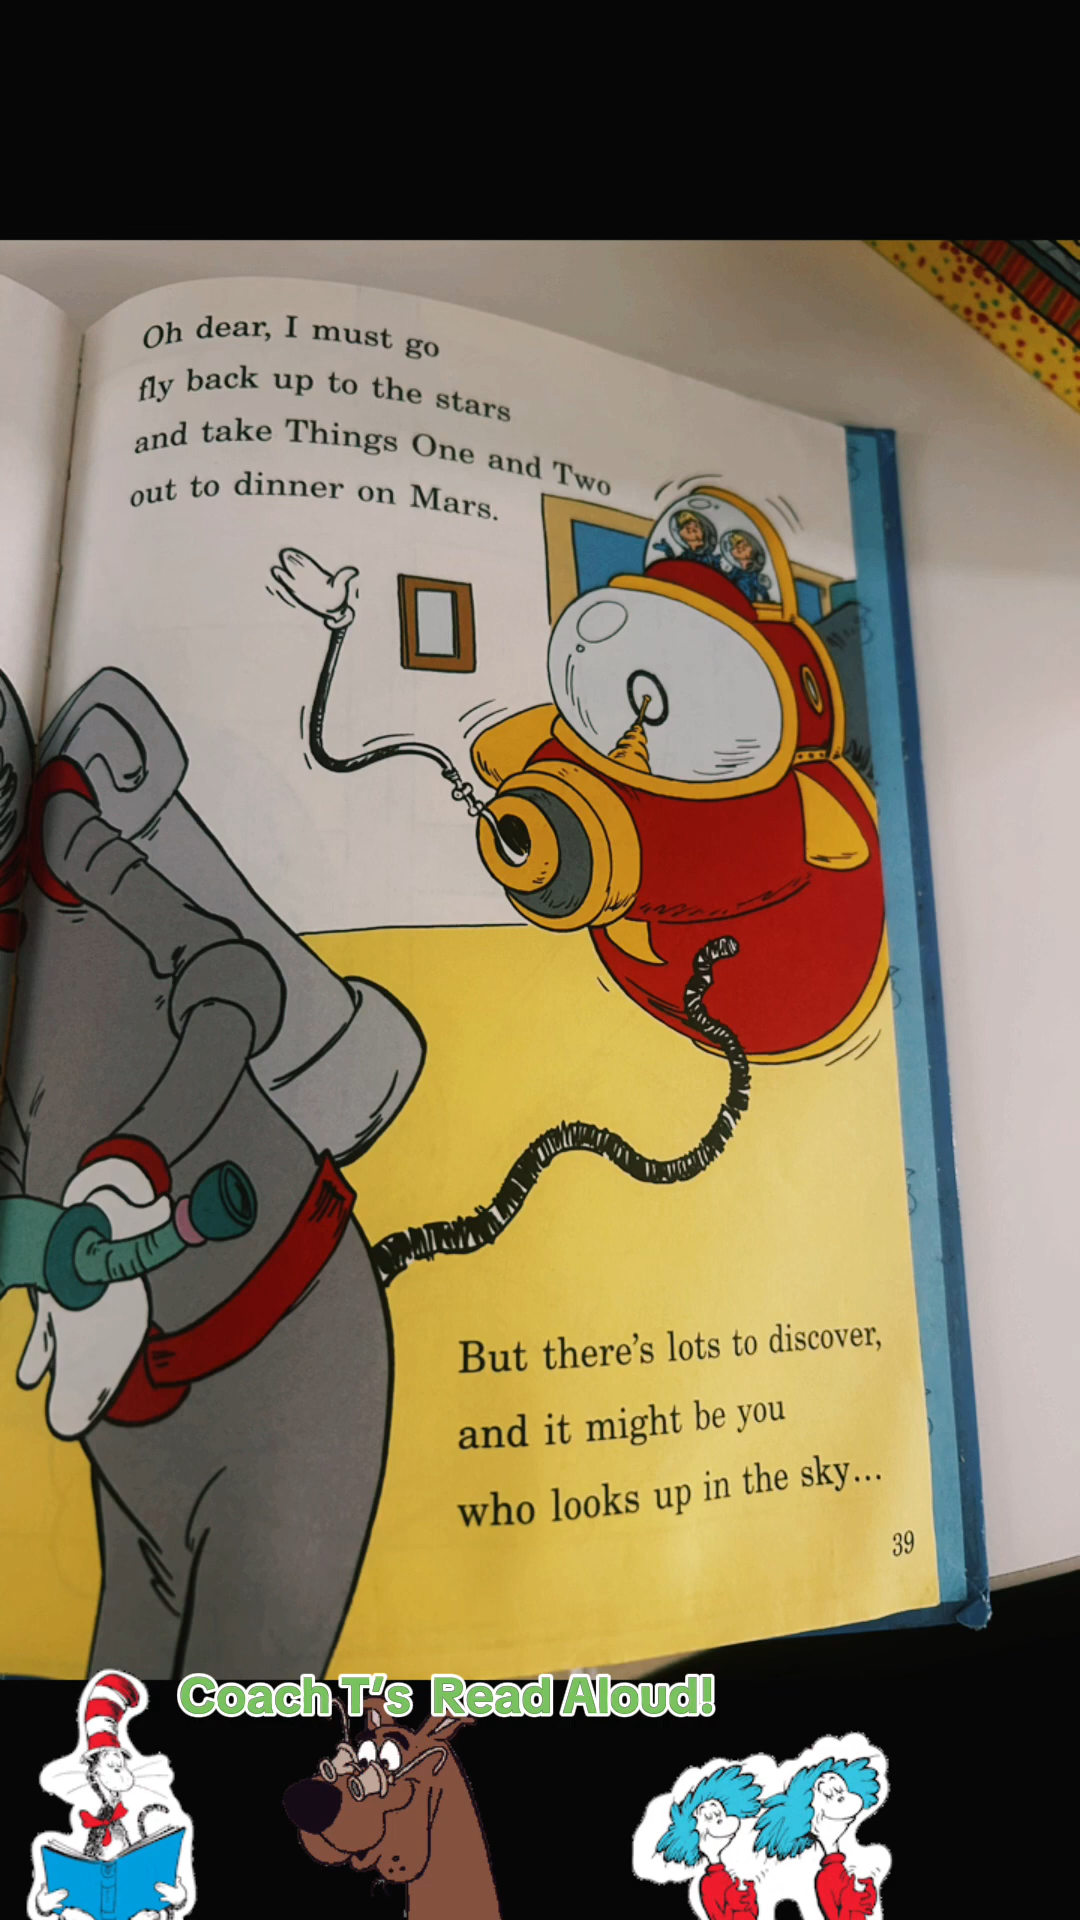 Oh dear, I must go
fly back up to the stars
and take Things One and Two
out to dinner on Mars.
But there's lots to discover,
and it might be you
who looks up in the sky...
39
Coach T's Read Aloud!